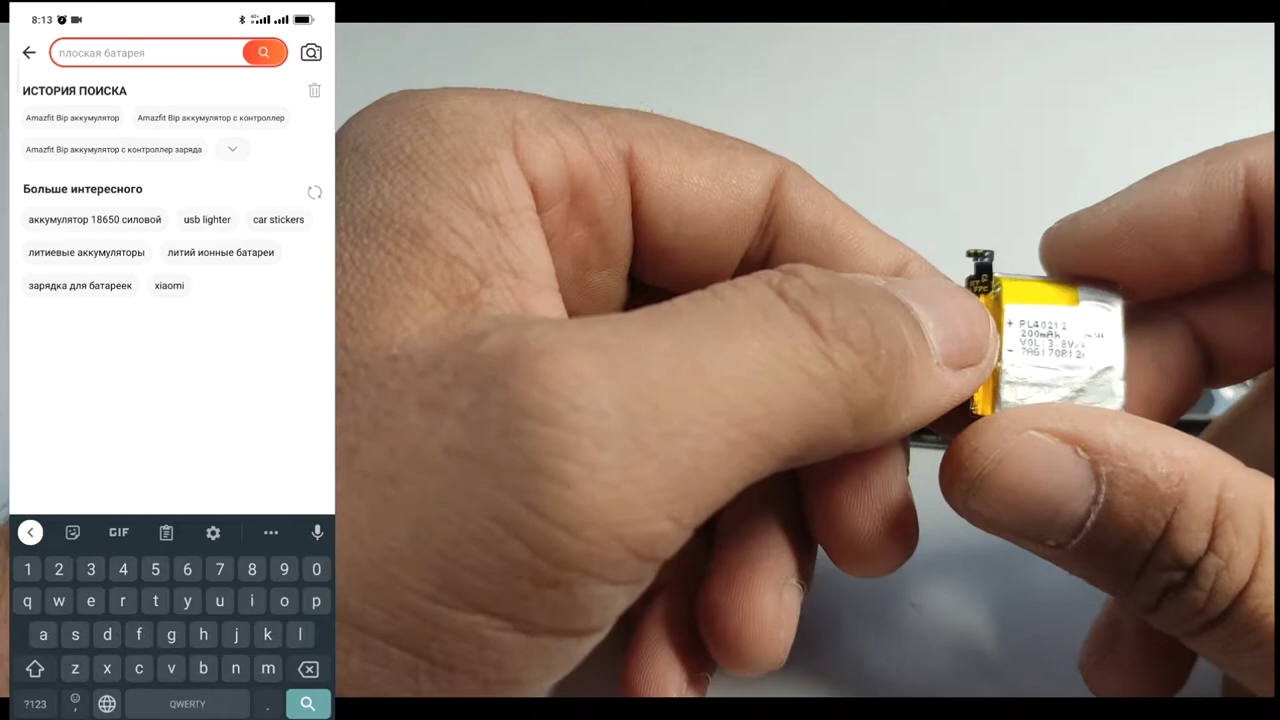 8:13
плоская батарея
ИСТОРИЯ ПОИСКА
Amazfit Bip аккумулятор
Amazfit Bip аккумулятор с контроллер
Amazfit Bip аккумулятор с контроллер заряда
Больше интересного
аккумулятор 18650 силовой
usb lighter
car stickers
литиевые аккумуляторы
литий ионные батареи
зарядка для батареек
xiaomi
GIF
1 2 3 4 5 6 7 8 9 0
q w e r t y u i o p
a s d f g h j k l
z x c v b n m
?123 , QWERTY .
+ PL40212
200mAh
VOL:3.8V/